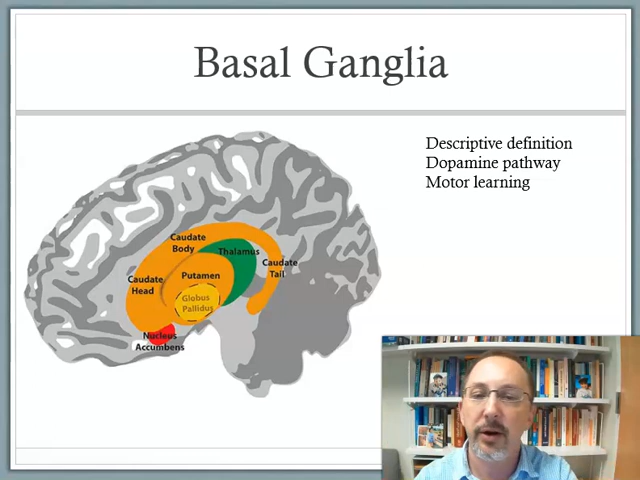 Basal Ganglia
Descriptive definition
Dopamine pathway
Motor learning
Caudate
Body
Thalamus
Caudate
Tail
Putamen
Caudate
Head
Globus
Pallidus
Nucleus
Accumbens